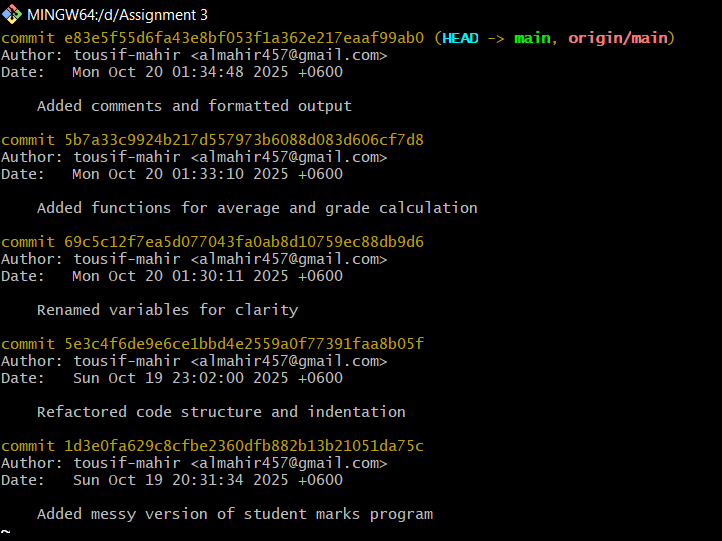 MINGW64:/d/Assignment 3
commit e83e5f55d6fa43e8bf053f1a362e217eaaf99ab0 (HEAD -> main, origin/main)
Author: tousif-mahir <almahir457@gmail.com>
Date:   Mon Oct 20 01:34:48 2025 +0600
    Added comments and formatted output
commit 5b7a33c9924b217d557973b6088d083d606cf7d8
Author: tousif-mahir <almahir457@gmail.com>
Date:   Mon Oct 20 01:33:10 2025 +0600
    Added functions for average and grade calculation
commit 69c5c12f7ea5d077043fa0ab8d10759ec88db9d6
Author: tousif-mahir <almahir457@gmail.com>
Date:   Mon Oct 20 01:30:11 2025 +0600
    Renamed variables for clarity
commit 5e3c4f6de9e6ce1bbd4e2559a0f77391faa8b05f
Author: tousif-mahir <almahir457@gmail.com>
Date:   Sun Oct 19 23:02:00 2025 +0600
    Refactored code structure and indentation
commit 1d3e0fa629c8cfbe2360dfb882b13b21051da75c
Author: tousif-mahir <almahir457@gmail.com>
Date:   Sun Oct 19 20:31:34 2025 +0600
    Added messy version of student marks program
~